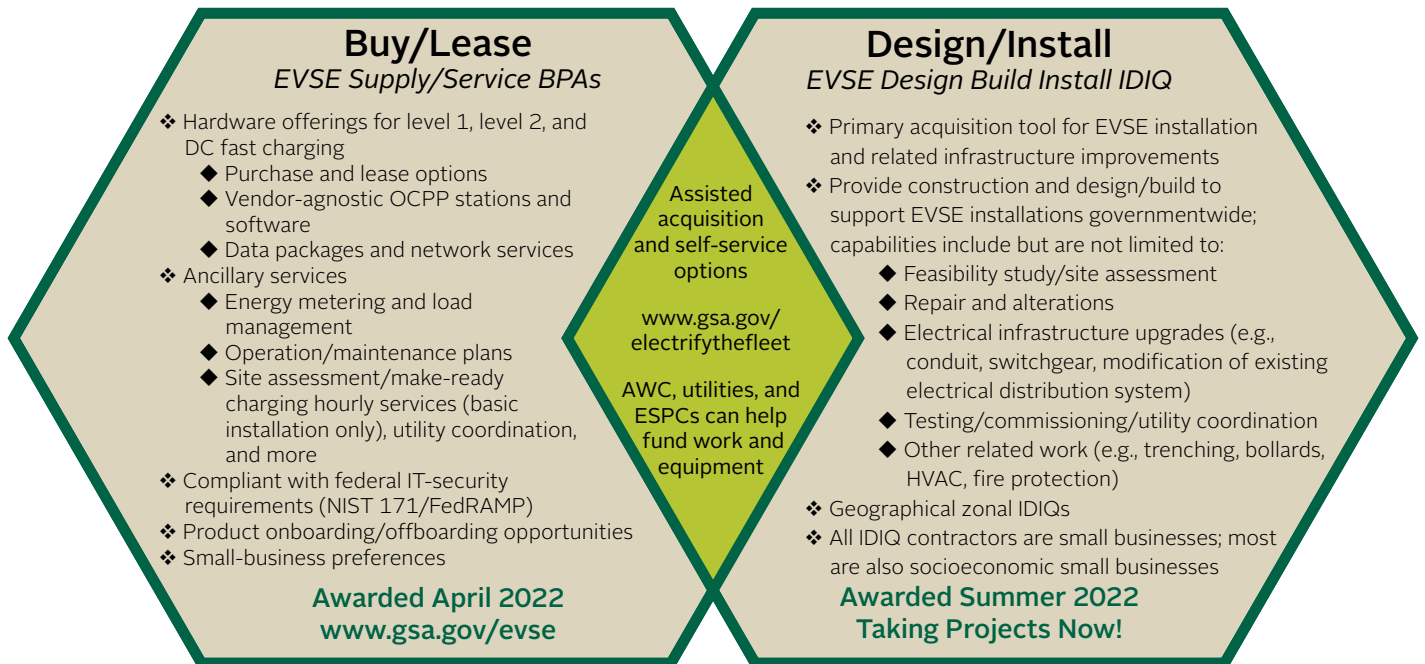 Buy/Lease
EVSE Supply/Service BPAs
❖ Hardware offerings for level 1, level 2, and
DC fast charging
◆ Purchase and lease options
◆ Vendor-agnostic OCPP stations and
software
◆ Data packages and network services
❖ Ancillary services
◆ Energy metering and load
management
◆ Operation/maintenance plans
◆ Site assessment/make-ready
charging hourly services (basic
installation only), utility coordination,
and more
❖ Compliant with federal IT-security
requirements (NIST 171/FedRAMP)
❖ Product onboarding/offboarding opportunities
❖ Small-business preferences
Awarded April 2022
www.gsa.gov/evse
Assisted
acquisition
and self-service
options
www.gsa.gov/
electrifythefleet
AWC, utilities, and
ESPCs can help
fund work and
equipment
Design/Install
EVSE Design Build Install IDIQ
❖ Primary acquisition tool for EVSE installation
and related infrastructure improvements
❖ Provide construction and design/build to
support EVSE installations governmentwide;
capabilities include but are not limited to:
◆ Feasibility study/site assessment
◆ Repair and alterations
◆ Electrical infrastructure upgrades (e.g.,
conduit, switchgear, modification of existing
electrical distribution system)
◆ Testing/commissioning/utility coordination
◆ Other related work (e.g., trenching, bollards,
HVAC, fire protection)
❖ Geographical zonal IDIQs
❖ All IDIQ contractors are small businesses; most
are also socioeconomic small businesses
Awarded Summer 2022
Taking Projects Now!